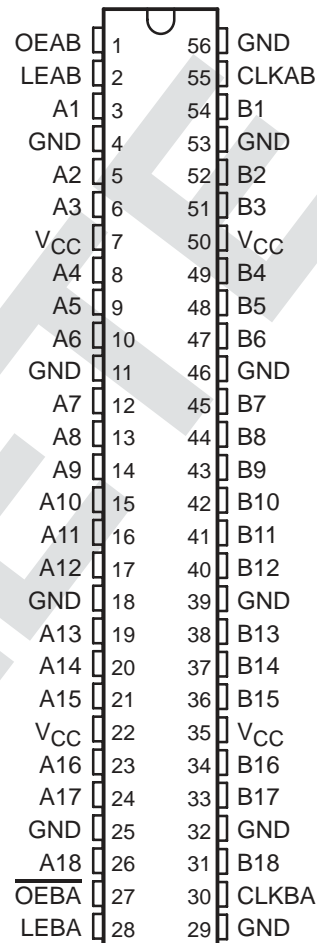 OEAB 1 56 GND
LEAB 2 55 CLKAB
A1 3 54 B1
GND 4 53 GND
A2 5 52 B2
A3 6 51 B3
VCC 7 50 VCC
A4 8 49 B4
A5 9 48 B5
A6 10 47 B6
GND 11 46 GND
A7 12 45 B7
A8 13 44 B8
A9 14 43 B9
A10 15 42 B10
A11 16 41 B11
A12 17 40 B12
GND 18 39 GND
A13 19 38 B13
A14 20 37 B14
A15 21 36 B15
VCC 22 35 VCC
A16 23 34 B16
A17 24 33 B17
GND 25 32 GND
A18 26 31 B18
OEBA 27 30 CLKBA
LEBA 28 29 GND